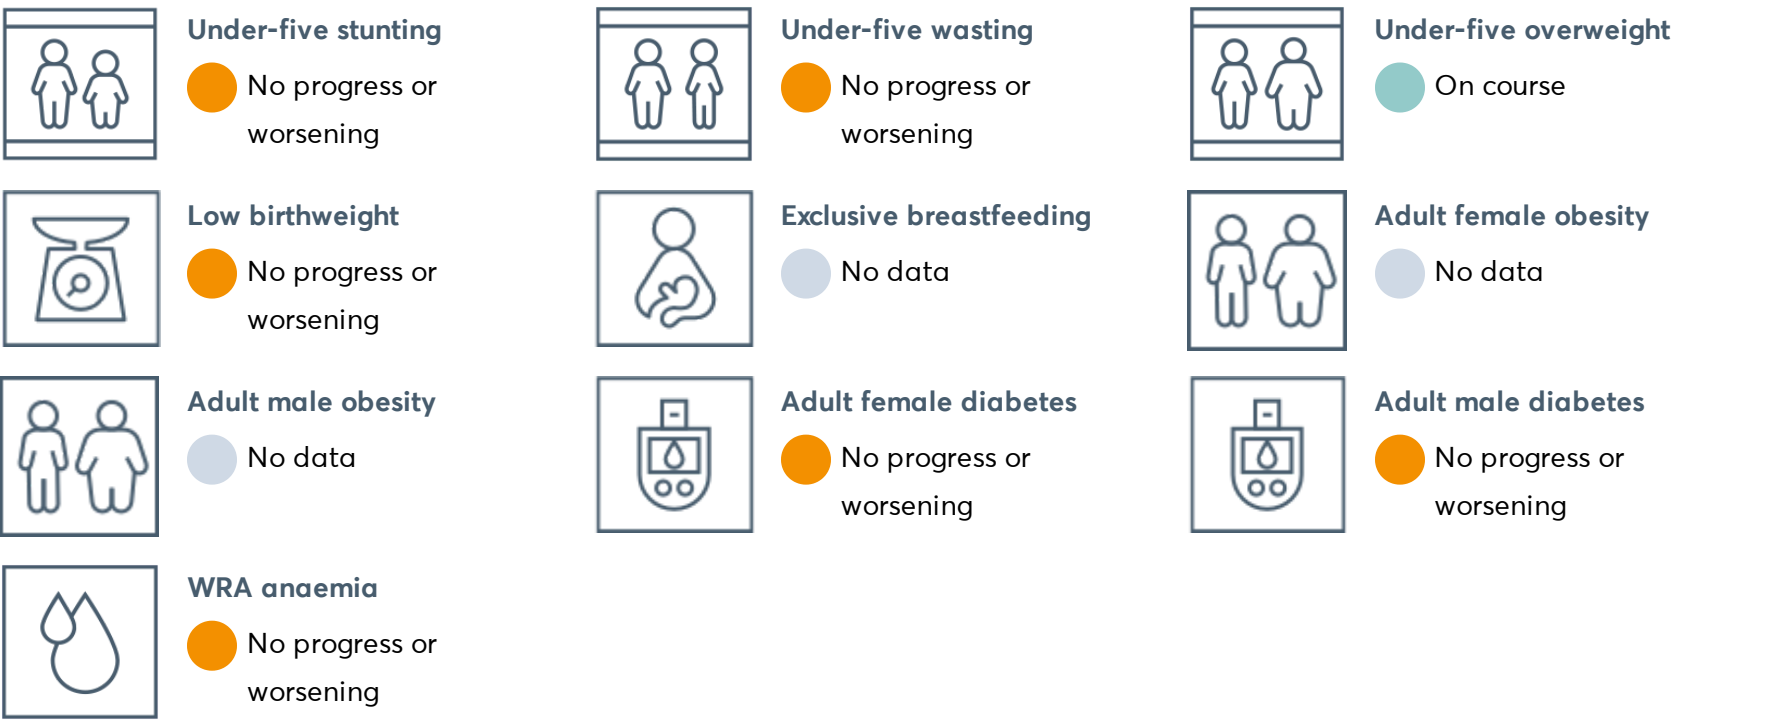 Under-five stunting
No progress or
worsening
Under-five wasting
No progress or
worsening
Under-five overweight
On course
Low birthweight
No progress or
worsening
Exclusive breastfeeding
No data
Adult female obesity
No data
Adult male obesity
No data
Adult female diabetes
No progress or
worsening
Adult male diabetes
No progress or
worsening
WRA anaemia
No progress or
worsening